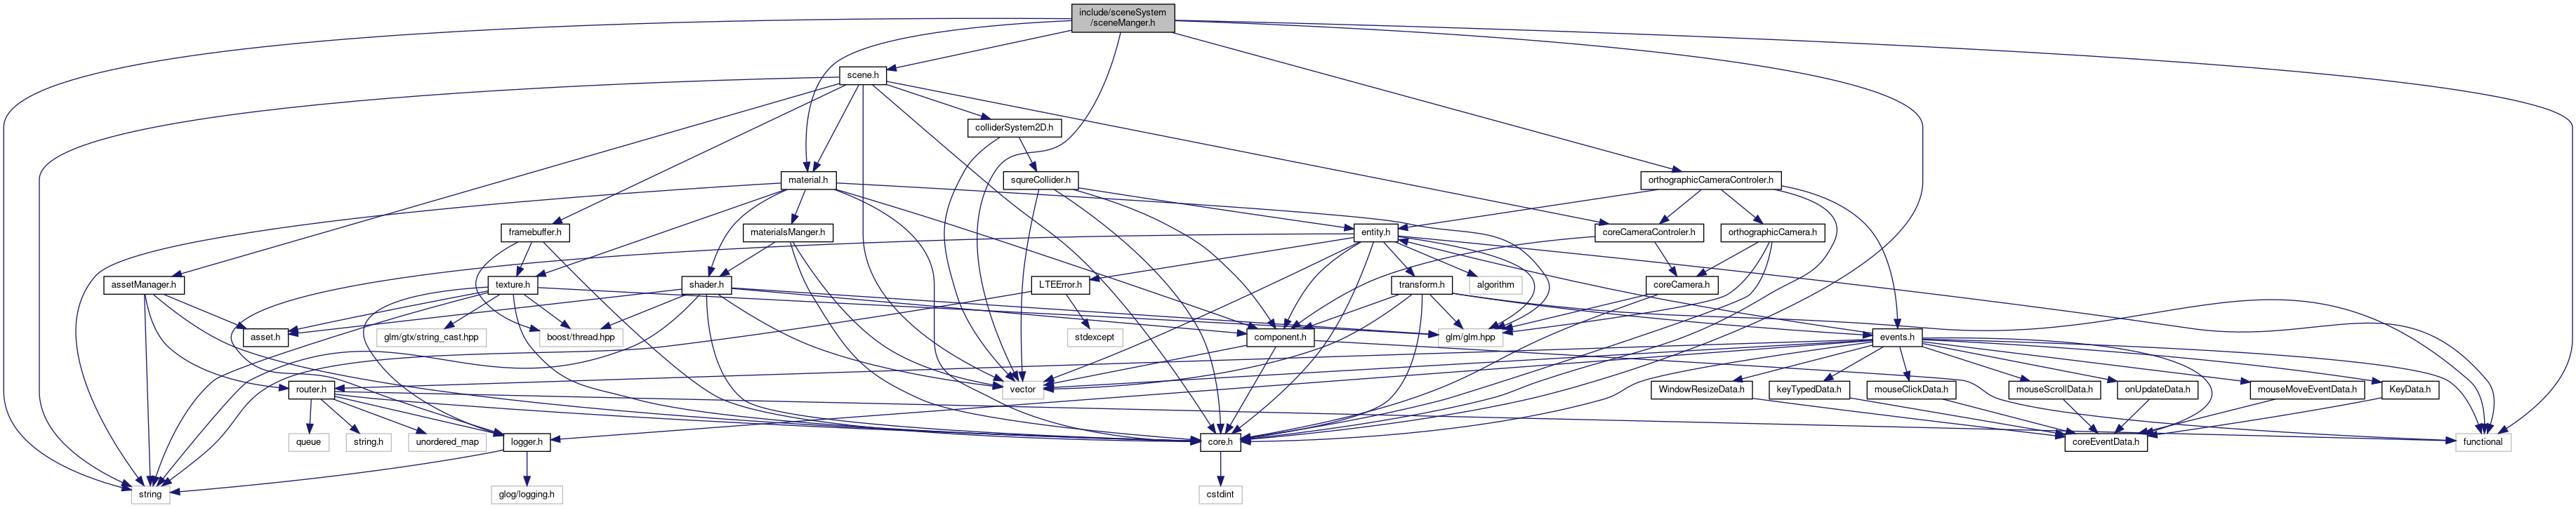 include/sceneSystem
/sceneManger.h
scene.h
colliderSystem2D.h
material.h
squreCollider.h
orthographicCameraControler.h
framebuffer.h
materialsManger.h
entity.h
coreCameraControler.h
orthographicCamera.h
assetManager.h
texture.h
shader.h
LTEError.h
transform.h
algorithm
coreCamera.h
asset.h
glm/gtx/string_cast.hpp
boost/thread.hpp
stdexcept
component.h
glm/glm.hpp
events.h
router.h
vector
WindowResizeData.h
keyTypedData.h
mouseClickData.h
mouseScrollData.h
onUpdateData.h
mouseMoveEventData.h
KeyData.h
queue
string.h
unordered_map
logger.h
core.h
coreEventData.h
functional
string
glog/logging.h
cstdint